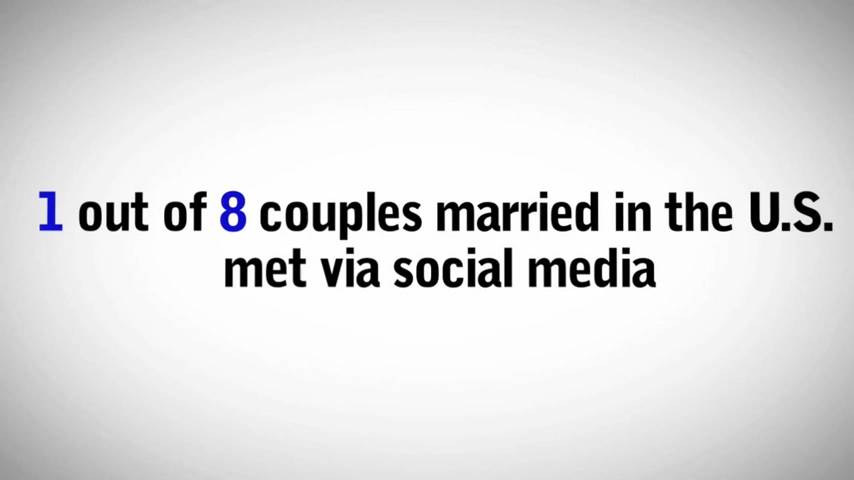 1 out of 8 couples married in the U.S.
met via social media